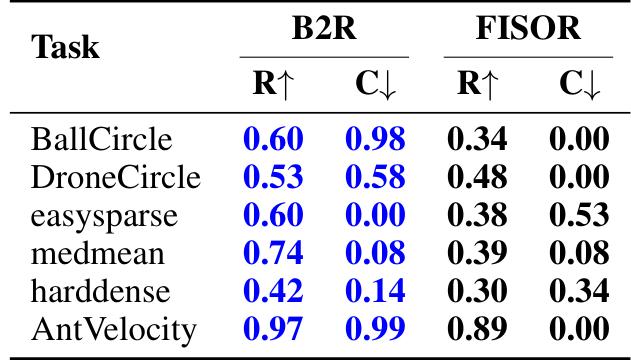 Task B2R FISOR
R↑ C↓ R↑ C↓
BallCircle 0.60 0.98 0.34 0.00
DroneCircle 0.53 0.58 0.48 0.00
easysparse 0.60 0.00 0.38 0.53
medmean 0.74 0.08 0.39 0.08
harddense 0.42 0.14 0.30 0.34
AntVelocity 0.97 0.99 0.89 0.00